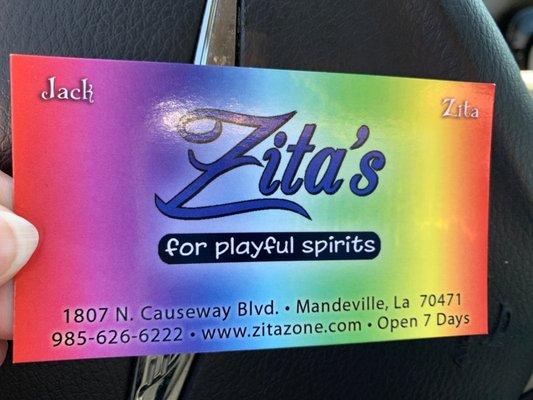 Jack
Zita
Zita's
for playful spirits
1807 N. Causeway Blvd. • Mandeville, La 70471
985-626-6222 • www.zitazone.com • Open 7 Days